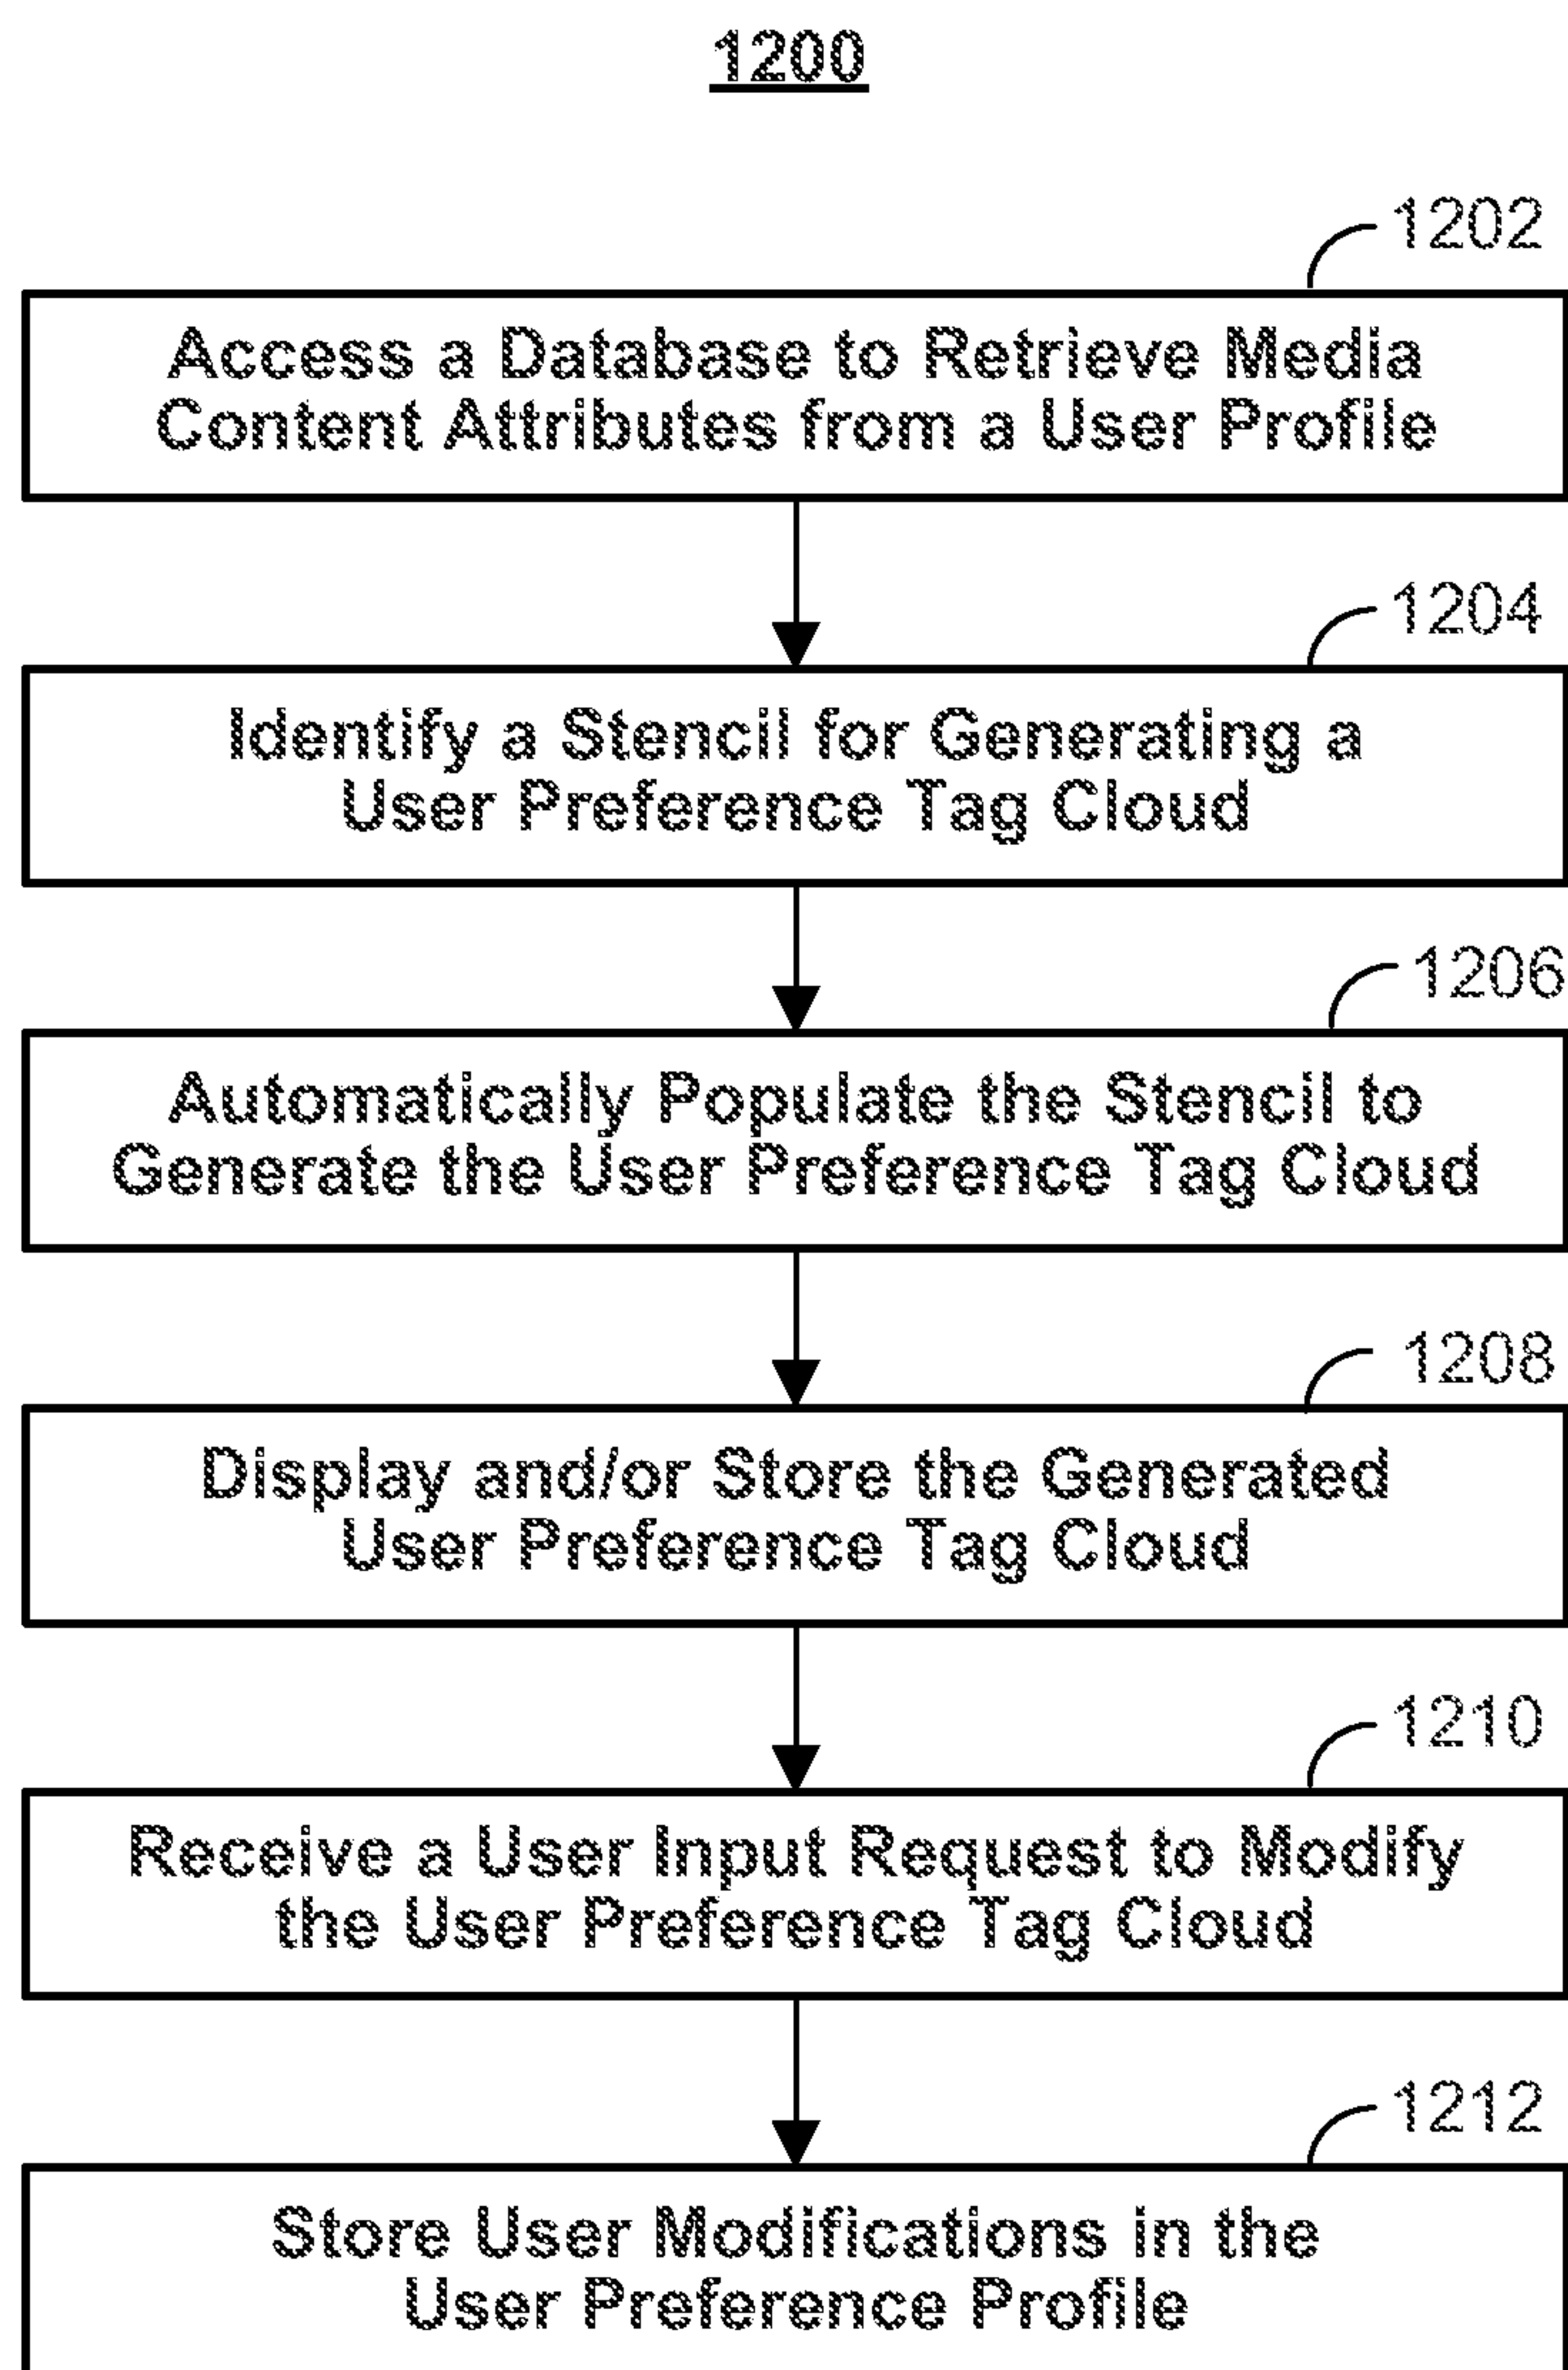 1200
1202
Access a Database to Retrieve Media
Content Attributes from a User Profile
1204
Identify a Stencil for Generating a
User Preference Tag Cloud
1206
Automatically Populate the Stencil to
Generate the User Preference Tag Cloud
1208
Display and/or Store the Generated
User Preference Tag Cloud
1210
Receive a User Input Request to Modify
the User Preference Tag Cloud
1212
Store User Modifications in the
User Preference Profile